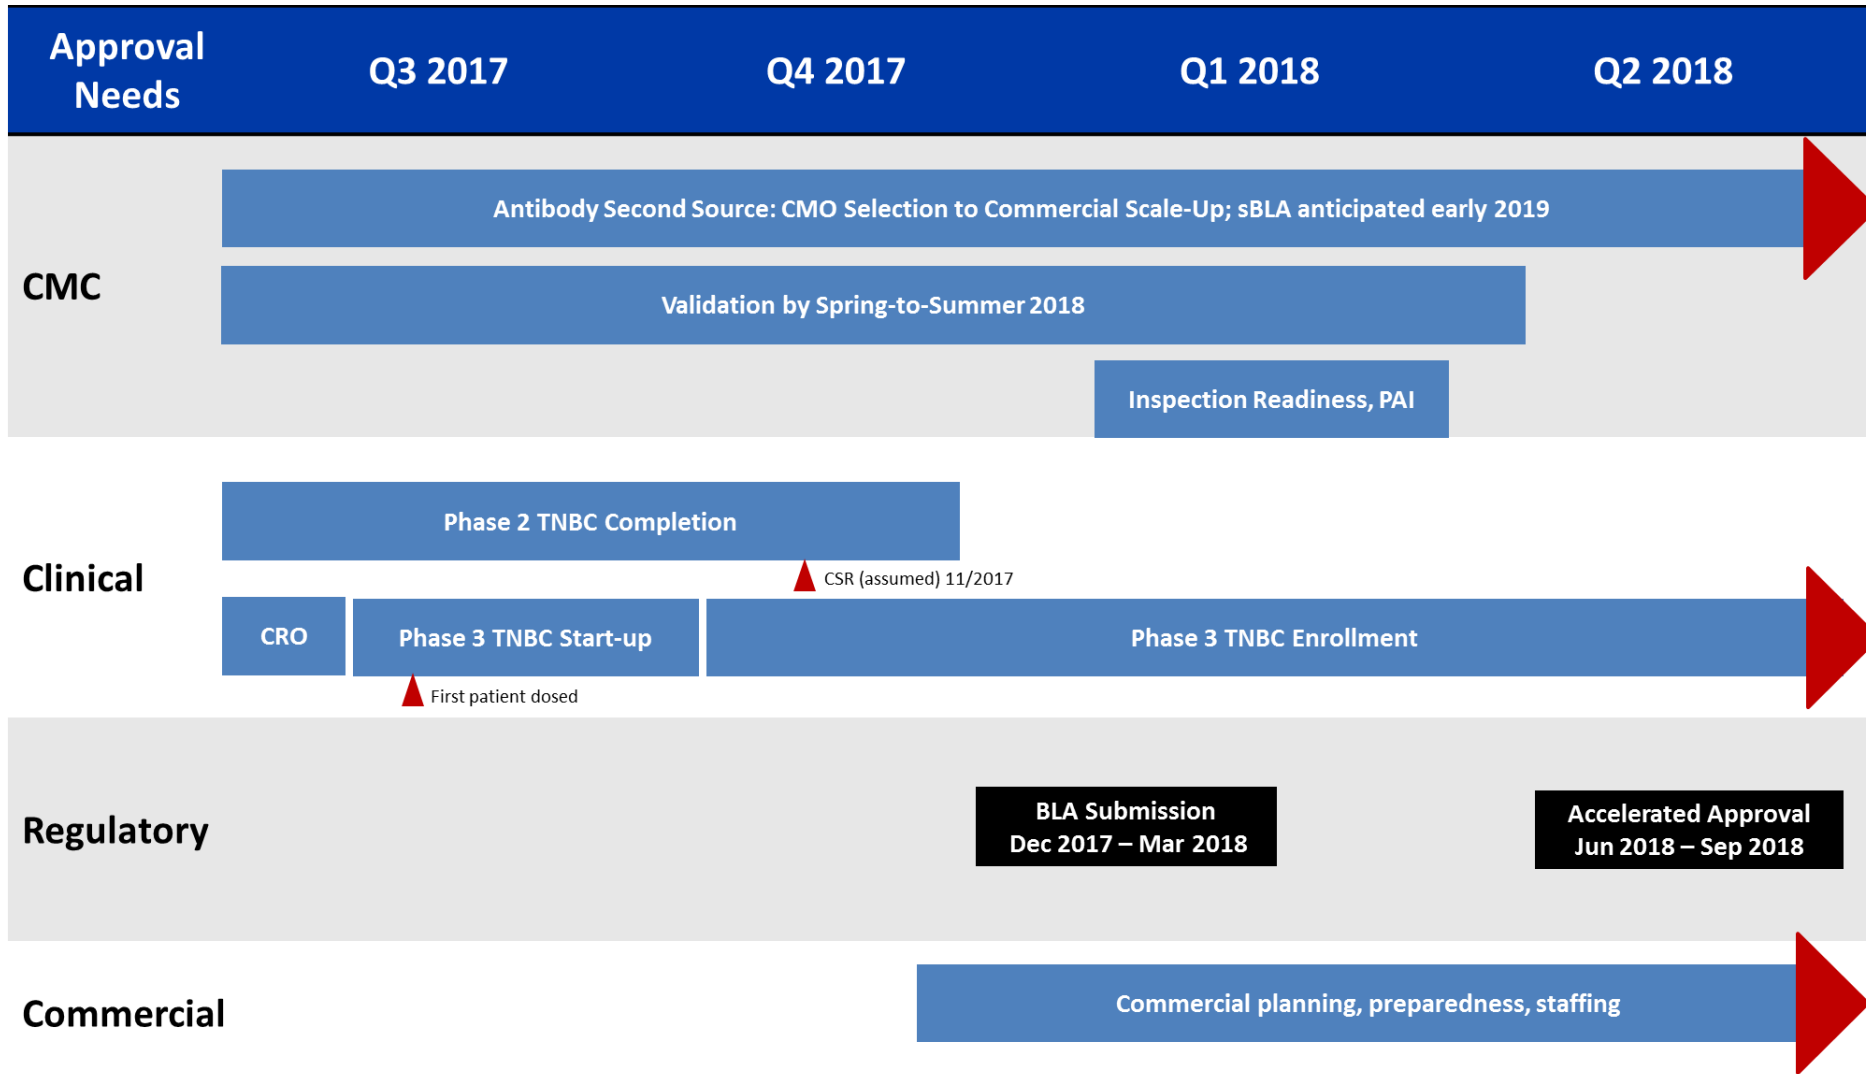 Approval
Needs
Q3 2017
Q4 2017
Q1 2018
Q2 2018
CMC
Antibody Second Source: CMO Selection to Commercial Scale-Up; sBLA anticipated early 2019
Validation by Spring-to-Summer 2018
Inspection Readiness, PAI
Clinical
Phase 2 TNBC Completion
CSR (assumed) 11/2017
CRO
Phase 3 TNBC Start-up
Phase 3 TNBC Enrollment
First patient dosed
Regulatory
BLA Submission
Dec 2017 – Mar 2018
Accelerated Approval
Jun 2018 – Sep 2018
Commercial
Commercial planning, preparedness, staffing